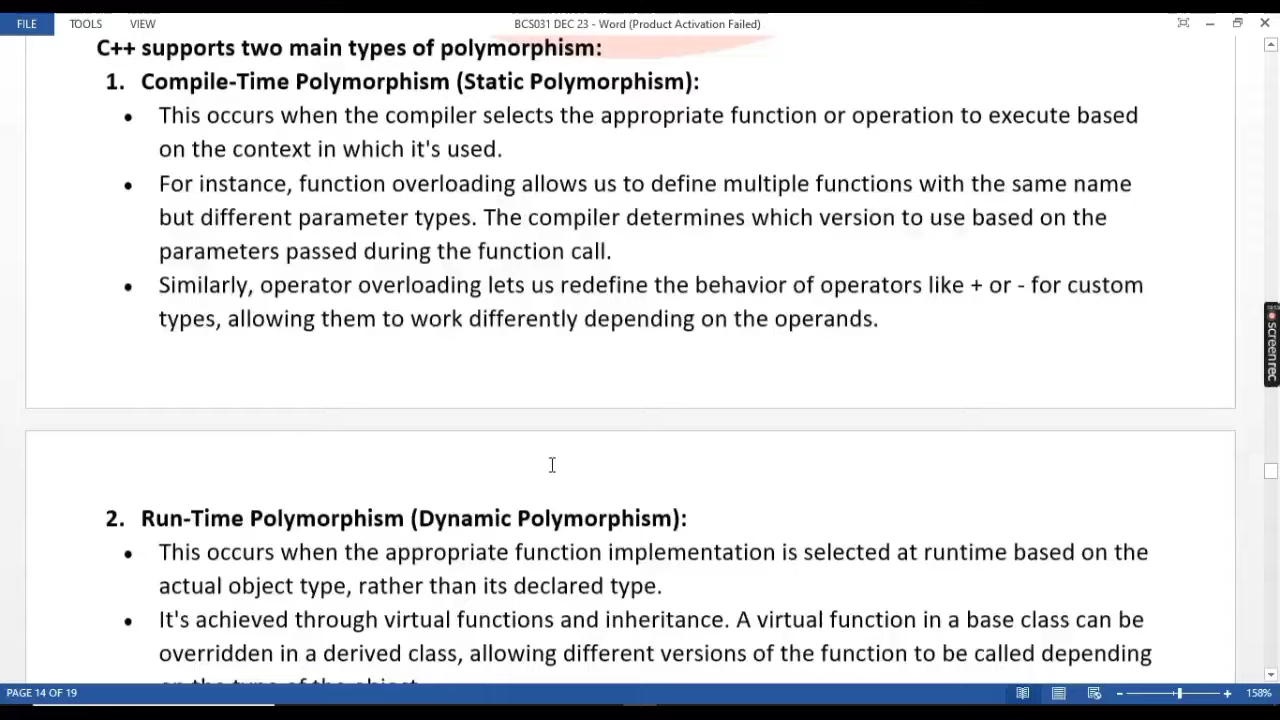 FILE TOOLS VIEW BCS031 DEC 23 - Word (Product Activation Failed)
C++ supports two main types of polymorphism:
1. Compile-Time Polymorphism (Static Polymorphism):
• This occurs when the compiler selects the appropriate function or operation to execute based
on the context in which it's used.
• For instance, function overloading allows us to define multiple functions with the same name
but different parameter types. The compiler determines which version to use based on the
parameters passed during the function call.
• Similarly, operator overloading lets us redefine the behavior of operators like + or - for custom
types, allowing them to work differently depending on the operands.
screenrec
2. Run-Time Polymorphism (Dynamic Polymorphism):
• This occurs when the appropriate function implementation is selected at runtime based on the
actual object type, rather than its declared type.
• It's achieved through virtual functions and inheritance. A virtual function in a base class can be
overridden in a derived class, allowing different versions of the function to be called depending
on the type of the object
PAGE 14 OF 19 158%